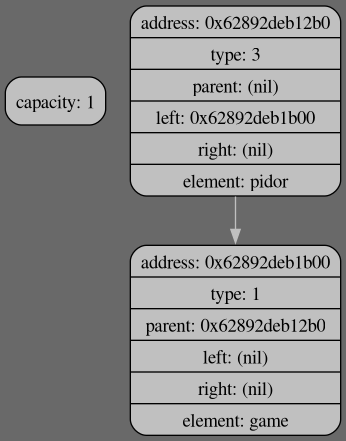 capacity: 1
address: 0x62892deb12b0
type: 3
parent: (nil)
left: 0x62892deb1b00
right: (nil)
element: pidor
address: 0x62892deb1b00
type: 1
parent: 0x62892deb12b0
left: (nil)
right: (nil)
element: game